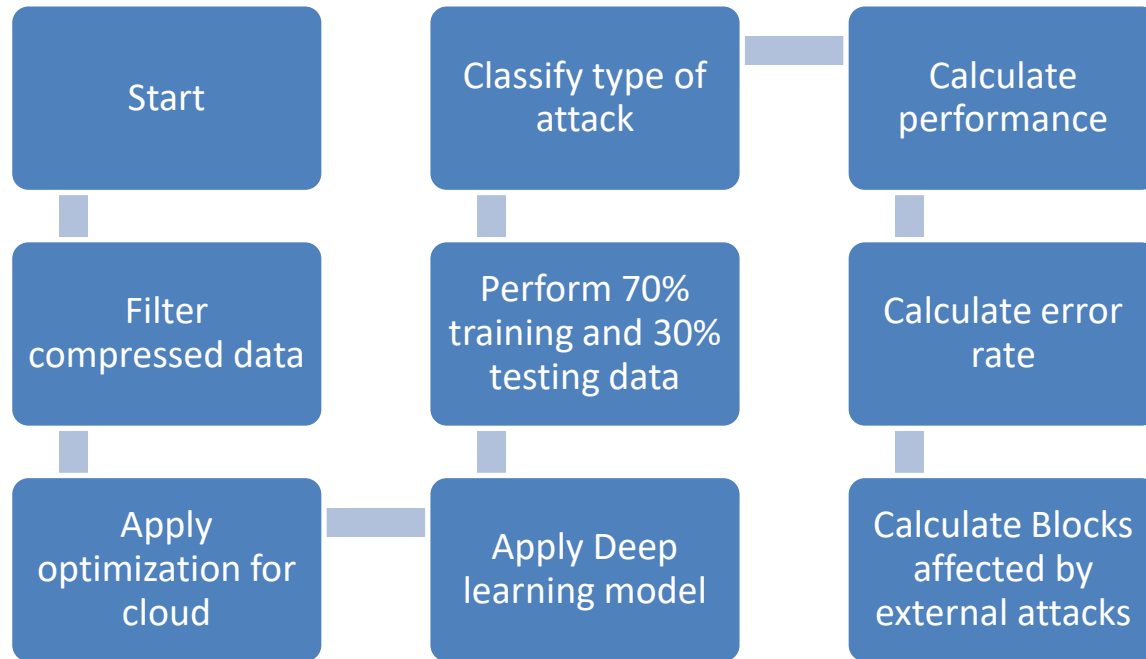 Start
Filter
compressed data
Apply
optimization for
cloud
Apply Deep
learning model
Perform 70%
training and 30%
testing data
Classify type of
attack
Calculate
performance
Calculate error
rate
Calculate Blocks
affected by
external attacks